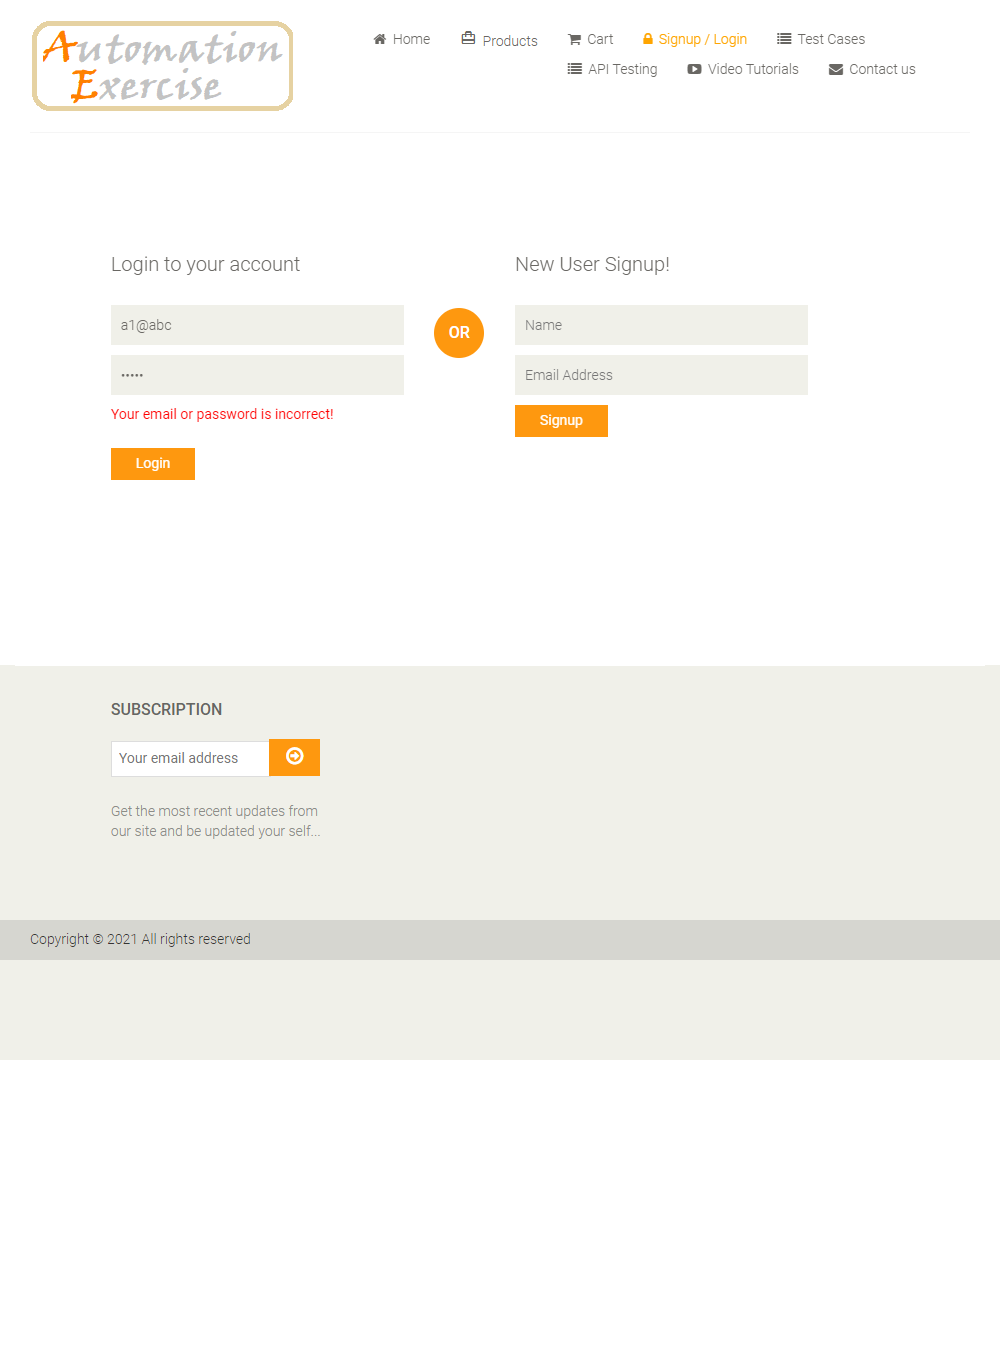 Automation
Exercise
Home Products Cart Signup / Login Test Cases
API Testing Video Tutorials Contact us
Login to your account
a1@abc
•••••
Your email or password is incorrect!
Login
OR
New User Signup!
Name
Email Address
Signup
SUBSCRIPTION
Your email address
Get the most recent updates from
our site and be updated your self...
Copyright © 2021 All rights reserved